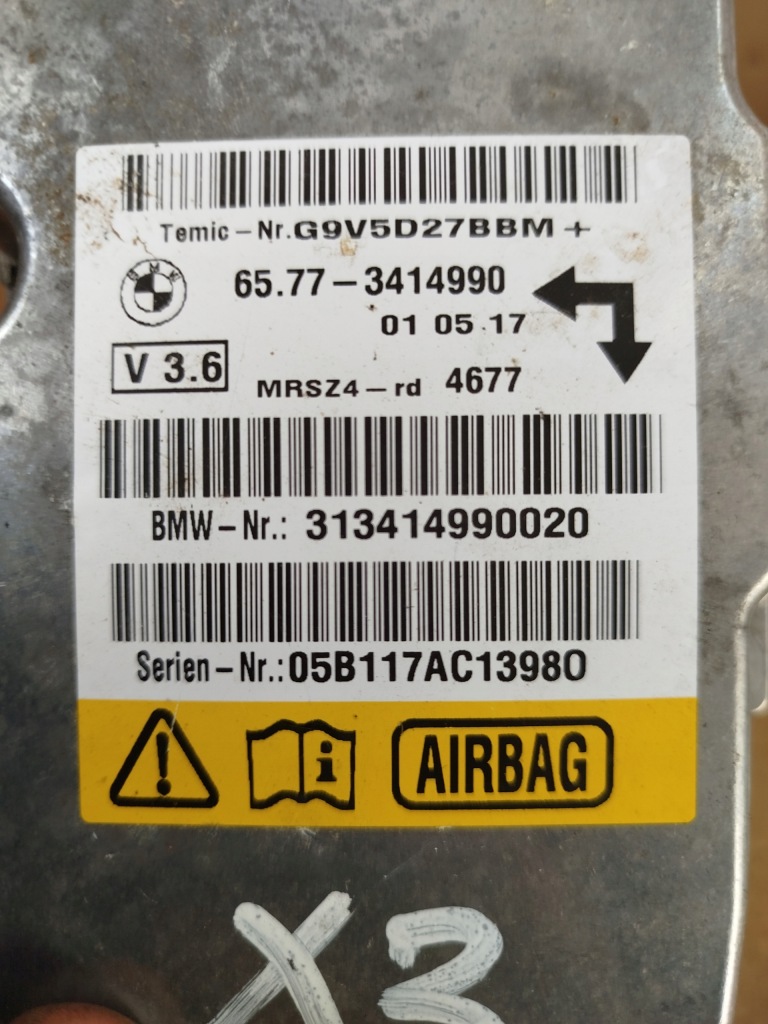 Temic-Nr.G9V5D27BBM+
BMW
65.77-3414990
01 05 17
V 3.6
MRSZ4-rd 4677
BMW-Nr.: 313414990020
Serien-Nr.:05B117AC13980
AIRBAG
X3